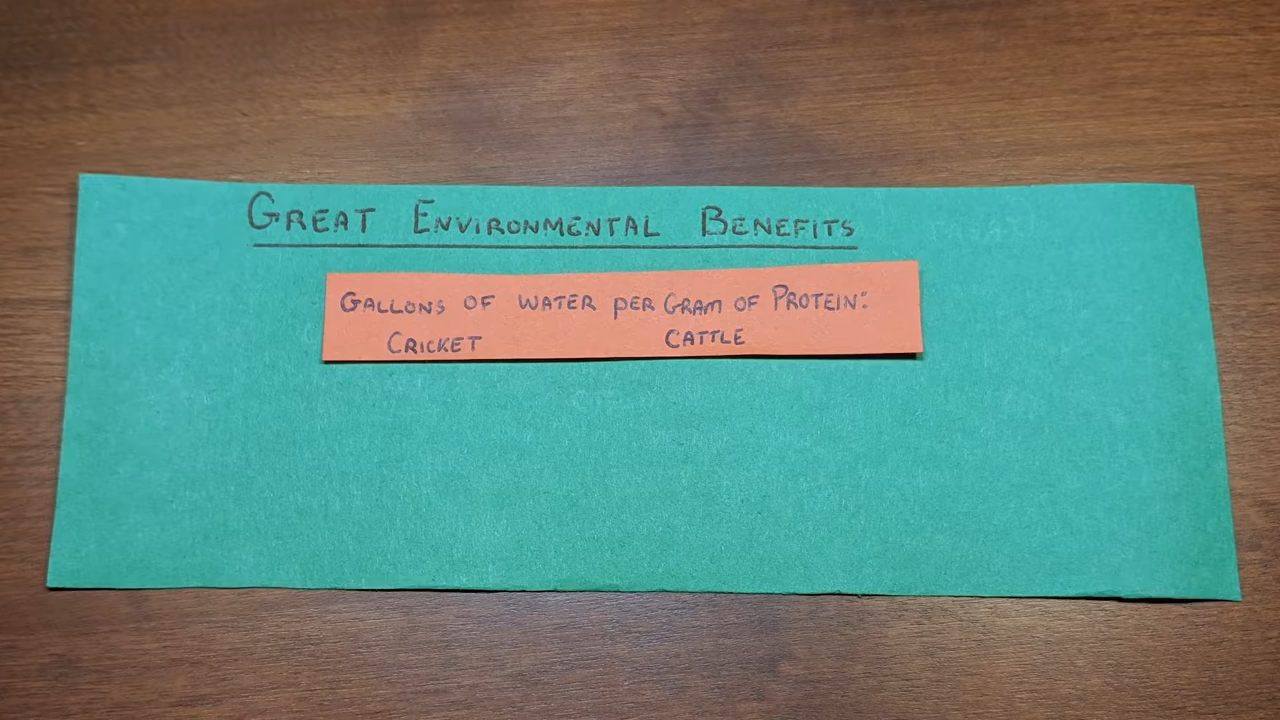 GREAT ENVIRONMENTAL BENEFITS
GALLONS OF WATER PER GRAM OF PROTEIN:
CRICKET CATTLE